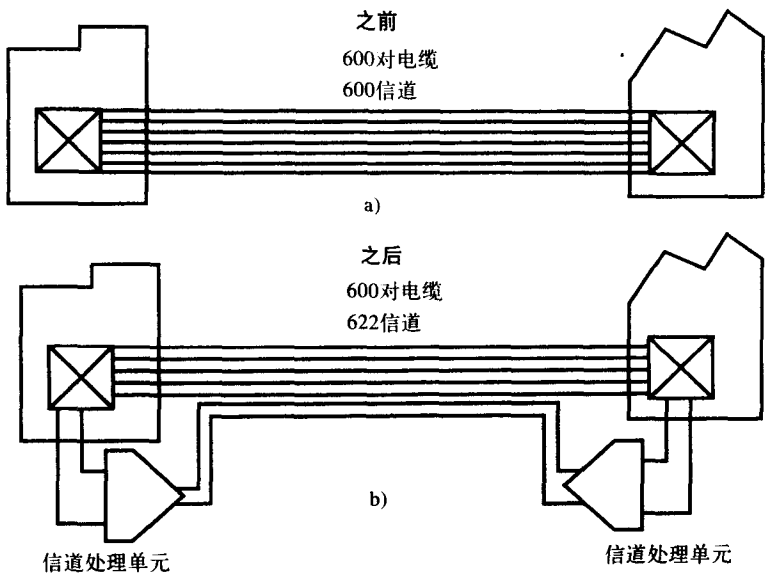 之前
600对电缆
600信道
a)
之后
600对电缆
622信道
b)
信道处理单元
信道处理单元